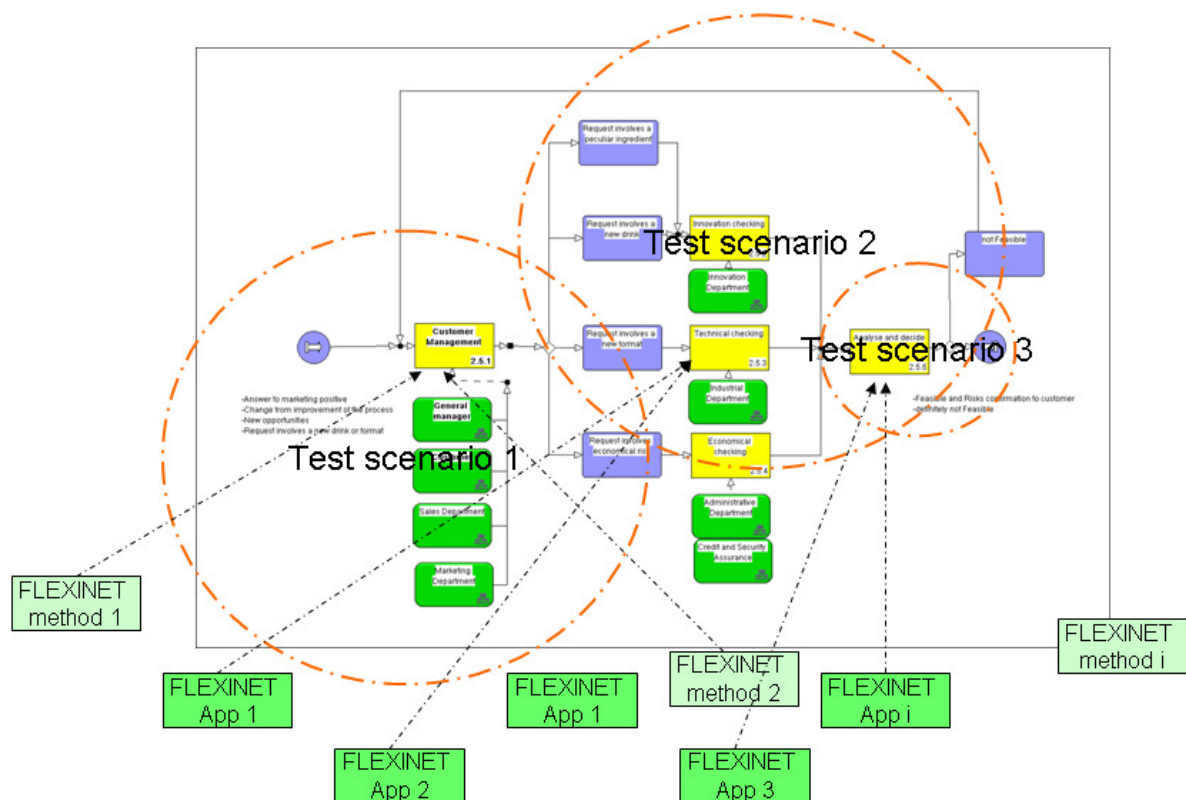 Request involves a
peculiar ingredient
Request involves a
new drink
Innovation checking
Test scenario 2
not Feasible
Innovation
Department
Customer
Management
2.5.1
Request involves a
new format
Technical checking
2.5.3
Analyse and decide
Test scenario 3
2.5.5
Industrial
Department
-Answer to marketing positive
-Change from improvement of the process
-New opportunities
-Request involves a new drink or format
-Feasible and Risks confirmation to customer
-definitely not Feasible
General
manager
Test scenario 1
Request involves
economical risk
Economical
checking
2.5.4
Sales Department
Administrative
Department
Credit and Security
Assurance
Marketing
Department
FLEXINET
method 1
FLEXINET
method i
FLEXINET
method 2
FLEXINET
App 1
FLEXINET
App 1
FLEXINET
App i
FLEXINET
App 2
FLEXINET
App 3